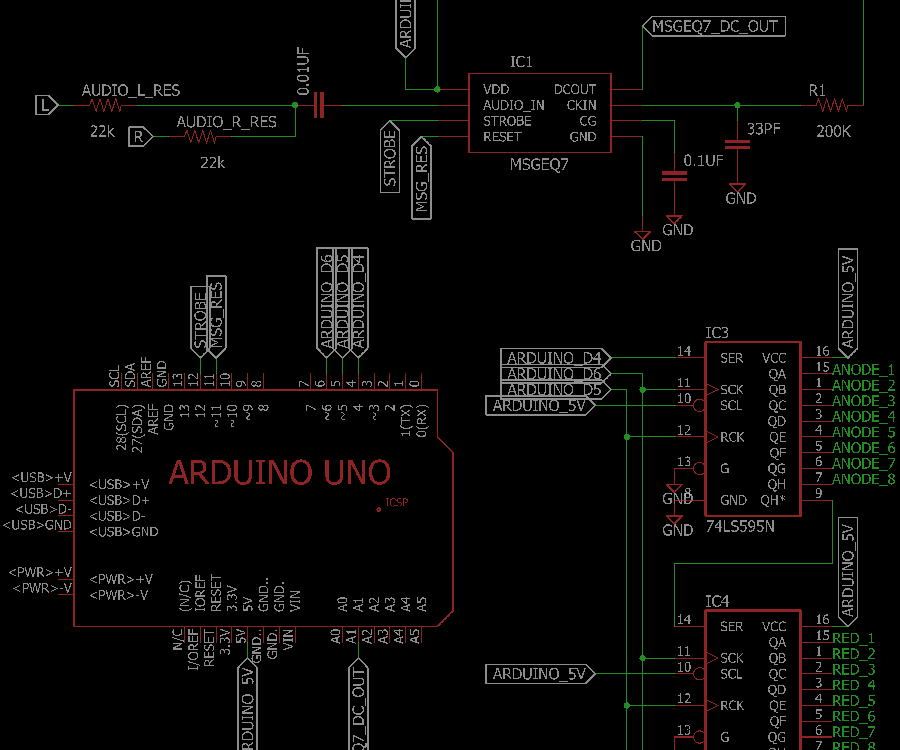 ARDUI
MSGEQ7_DC_OUT
IC1
0.01UF
AUDIO_L_RES
L
22k
AUDIO_R_RES
R
22k
VDD
AUDIO_IN
STROBE
RESET
DCOUT
CKIN
CG
GND
MSGEQ7
R1
200K
33PF
0.1UF
GND
GND
GND
STROBE
MSG_RES
STROBE
MSG_RES
ARDUINO_D6
ARDUINO_D5
ARDUINO_D4
SCL
SDA
AREF
GND
13
12
11
10
9
8
7
6
5
4
3
2
1
0
28(SCL)
27(SDA)
AREF
GND
13
12
~11
~10
~9
8
7
~6
~5
4
~3
2
1(TX)
0(RX)
ARDUINO UNO
ICSP
<USB>+V
<USB>D+
<USB>D-
<USB>GND
<PWR>+V
<PWR>-V
<USB>+V
<USB>D+
<USB>D-
<USB>GND
<PWR>+V
<PWR>-V
(N/C)
IOREF
RESET
3.3V
5V
GND..
GND.
VIN
A0
A1
A2
A3
A4
A5
N/C
I/OREF
RESET
3.3V
5V
GND..
GND.
VIN
A0
A1
A2
A3
A4
A5
RDUINO_5V
Q7_DC_OUT
ARDUINO_5V
IC3
ARDUINO_D4
ARDUINO_D6
ARDUINO_D5
ARDUINO_5V
14
11
10
12
13
8
SER
SCK
SCL
RCK
G
GND
VCC
QA
QB
QC
QD
QE
QF
QG
QH
QH*
16
15 ANODE_1
1 ANODE_2
2 ANODE_3
3 ANODE_4
4 ANODE_5
5 ANODE_6
6 ANODE_7
7 ANODE_8
9
GND
GND
74LS595N
ARDUINO_5V
IC4
ARDUINO_5V
14
11
10
12
13
SER
SCK
SCL
RCK
G
VCC
QA
QB
QC
QD
QE
QF
QG
QH
16
15 RED_1
1 RED_2
2 RED_3
3 RED_4
4 RED_5
5 RED_6
6 RED_7
7 RED_8